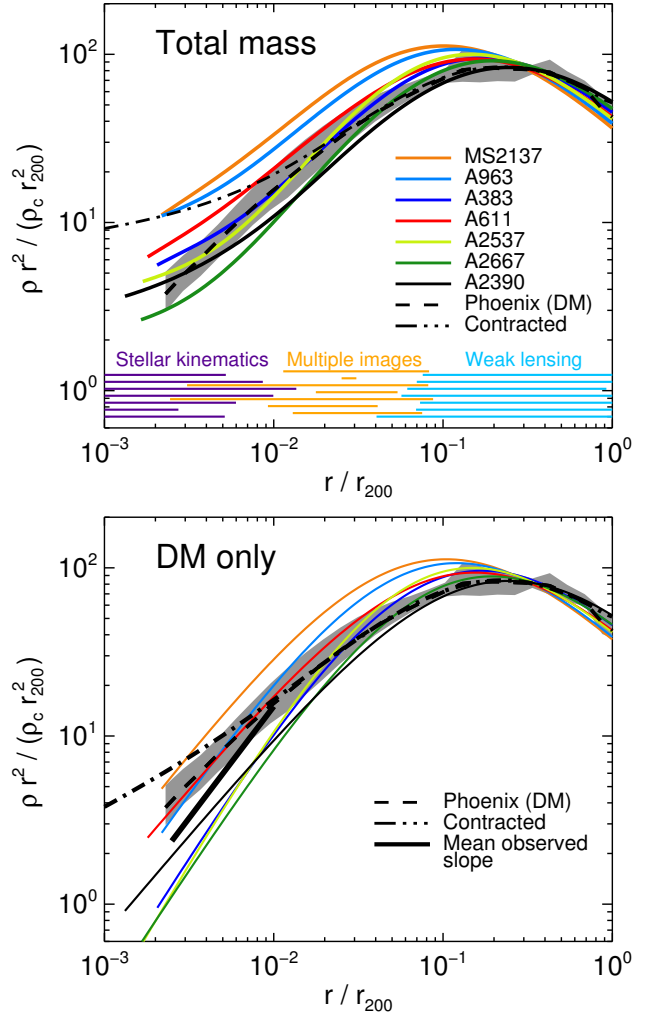 Total mass
10²
10¹
10⁰
ρ r² / (ρc r²200)
MS2137
A963
A383
A611
A2537
A2667
A2390
Phoenix (DM)
Contracted
Stellar kinematics Multiple images Weak lensing
10⁻³ 10⁻² 10⁻¹ 10⁰
r / r200
DM only
10²
10¹
10⁰
ρ r² / (ρc r²200)
Phoenix (DM)
Contracted
Mean observed
slope
10⁻³ 10⁻² 10⁻¹ 10⁰
r / r200